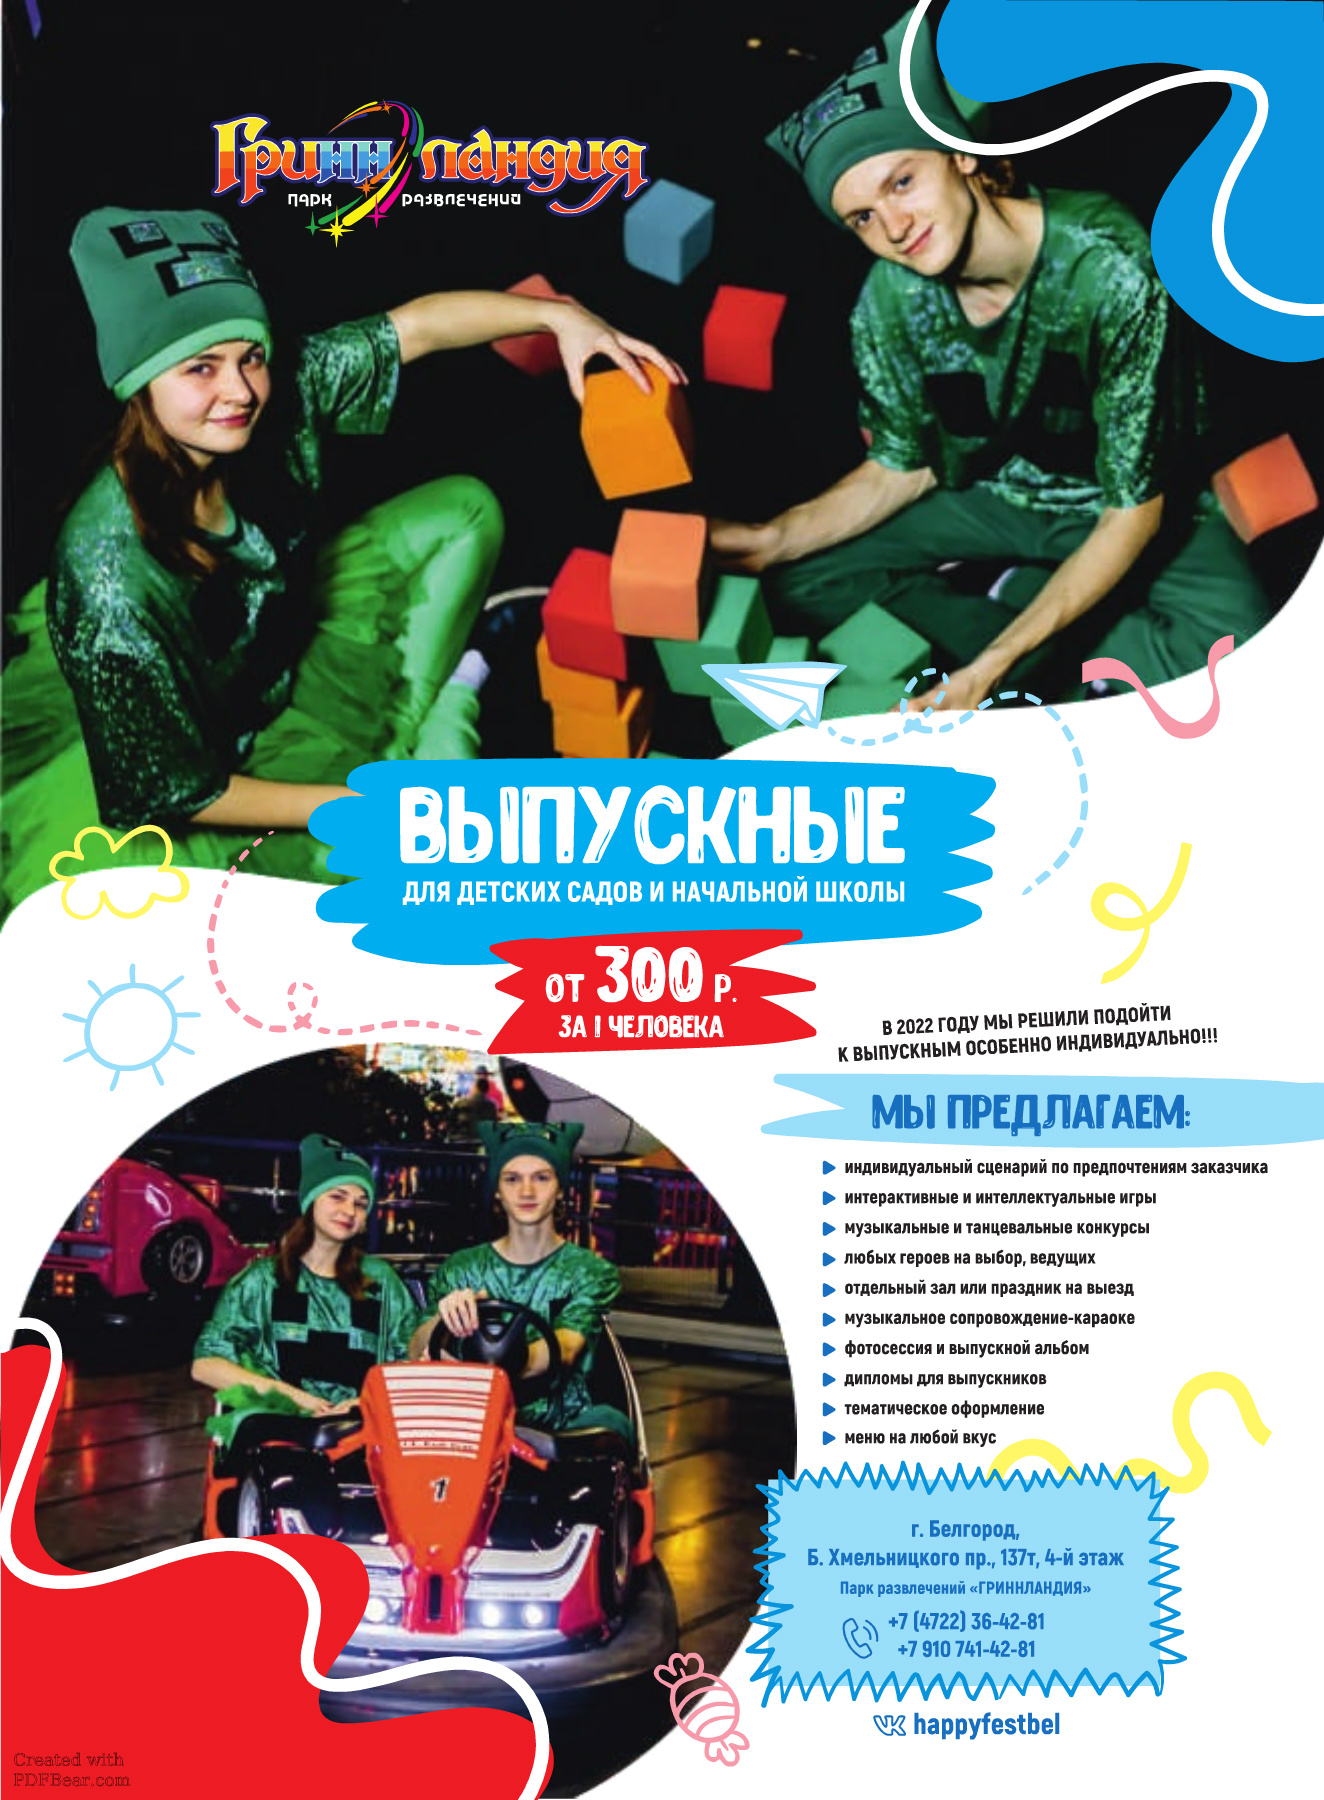 Гринн ландия
ПАРК РАЗВЛЕЧЕНИЙ
ВЫПУСКНЫЕ
ДЛЯ ДЕТСКИХ САДОВ И НАЧАЛЬНОЙ ШКОЛЫ
ОТ 300 Р.
ЗА 1 ЧЕЛОВЕКА
В 2022 ГОДУ МЫ РЕШИЛИ ПОДОЙТИ
К ВЫПУСКНЫМ ОСОБЕННО ИНДИВИДУАЛЬНО!!!
МЫ ПРЕДЛАГАЕМ:
индивидуальный сценарий по предпочтениям заказчика
интерактивные и интеллектуальные игры
музыкальные и танцевальные конкурсы
любых героев на выбор, ведущих
отдельный зал или праздник на выезд
музыкальное сопровождение-караоке
фотосессия и выпускной альбом
дипломы для выпускников
тематическое оформление
меню на любой вкус
1
г. Белгород,
Б. Хмельницкого пр., 137т, 4-й этаж
Парк развлечений «ГРИННЛАНДИЯ»
+7 (4722) 36-42-81
+7 910 741-42-81
happyfestbel
Created with
PDFBear.com